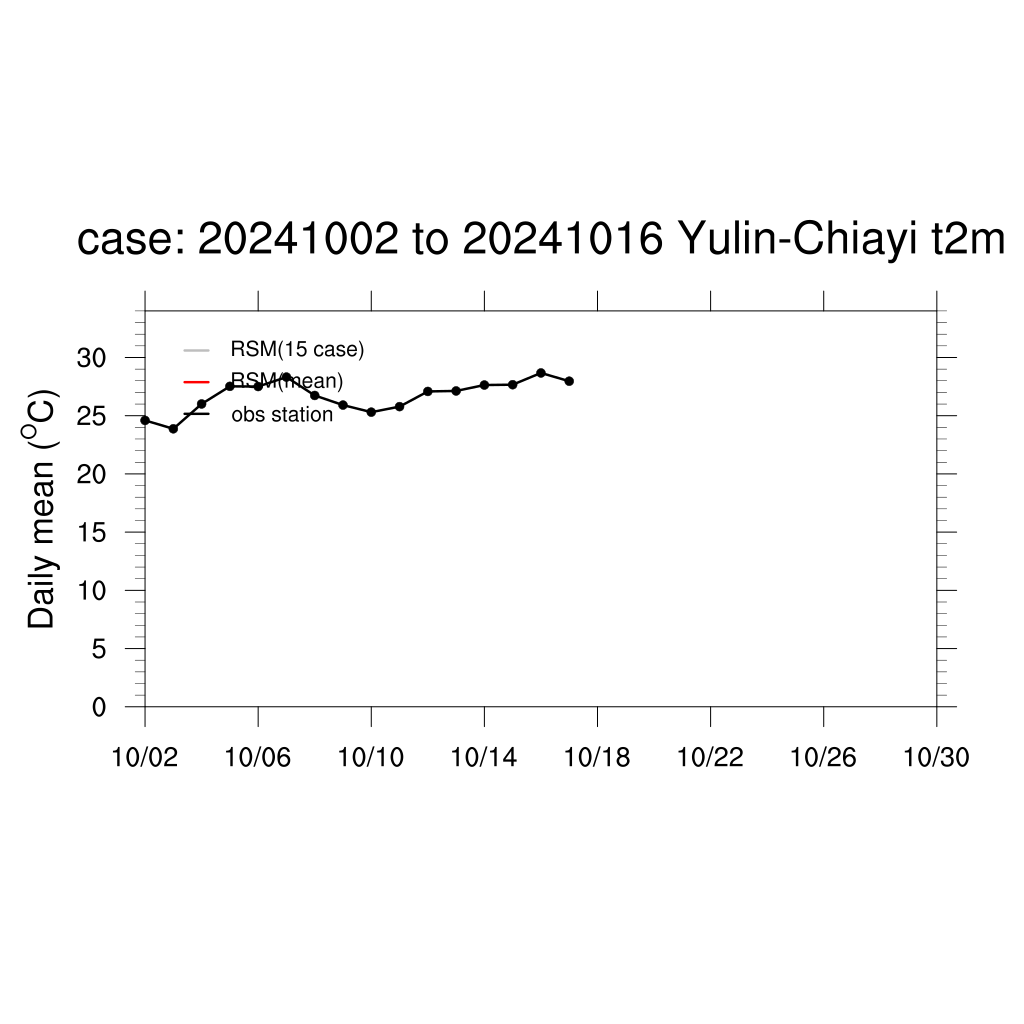 case: 20241002 to 20241016 Yulin-Chiayi t2m
RSM(15 case)
RSM(mean)
obs station
Daily mean (°C)
30
25
20
15
10
5
0
10/02 10/06 10/10 10/14 10/18 10/22 10/26 10/30